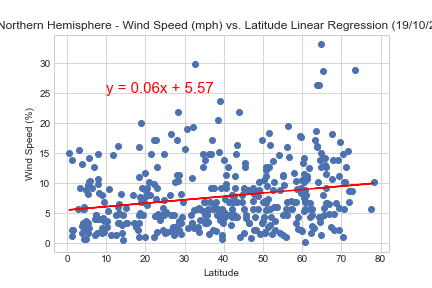 Northern Hemisphere - Wind Speed (mph) vs. Latitude Linear Regression (19/10/2
y = 0.06x + 5.57
Wind Speed (%)
30
25
20
15
10
5
0
0 10 20 30 40 50 60 70 80
Latitude